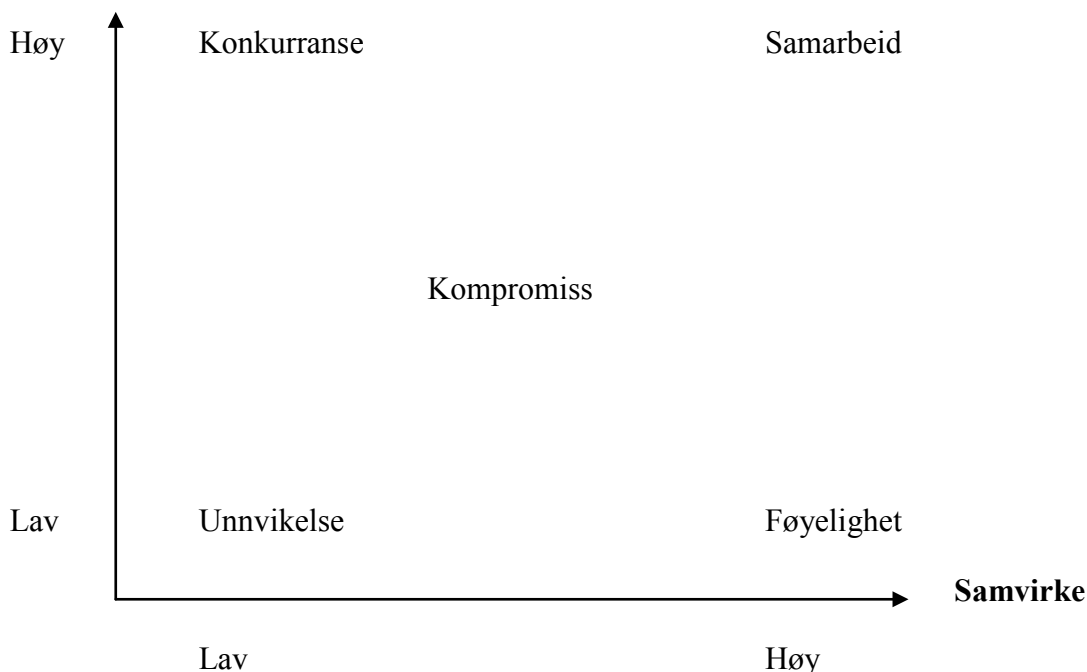 Høy Konkurranse Samarbeid
Kompromiss
Lav Unnvikelse Føyelighet
Samvirke
Lav Høy